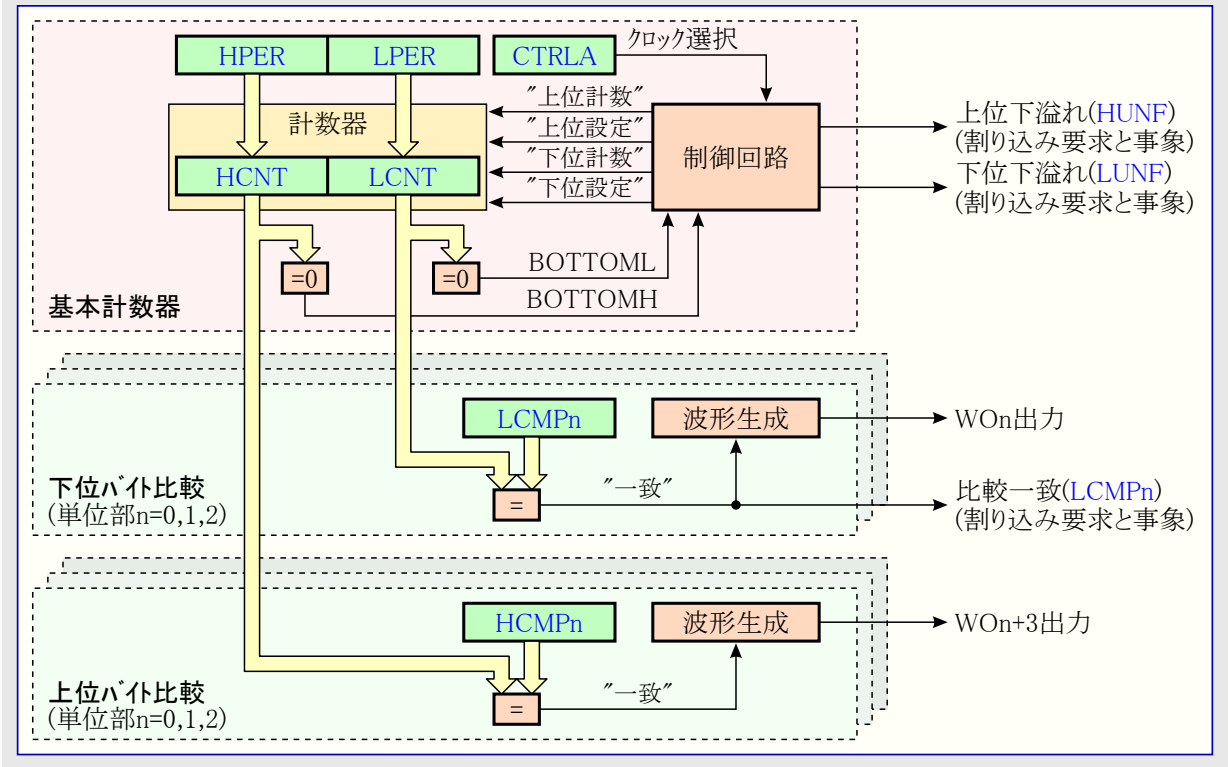 HPER
LPER
CTRLA
クロック選択
計数器
"上位計数"
"上位設定"
"下位計数"
"下位設定"
制御回路
上位下溢れ(HUNF)
(割り込み要求と事象)
下位下溢れ(LUNF)
(割り込み要求と事象)
HCNT
LCNT
=0
=0
BOTTOML
BOTTOMH
基本計数器
LCMPn
波形生成
WOn出力
下位バイト比較
(単位部n=0,1,2)
=
"一致"
比較一致(LCMPn)
(割り込み要求と事象)
HCMPn
波形生成
WOn+3出力
上位バイト比較
(単位部n=0,1,2)
=
"一致"